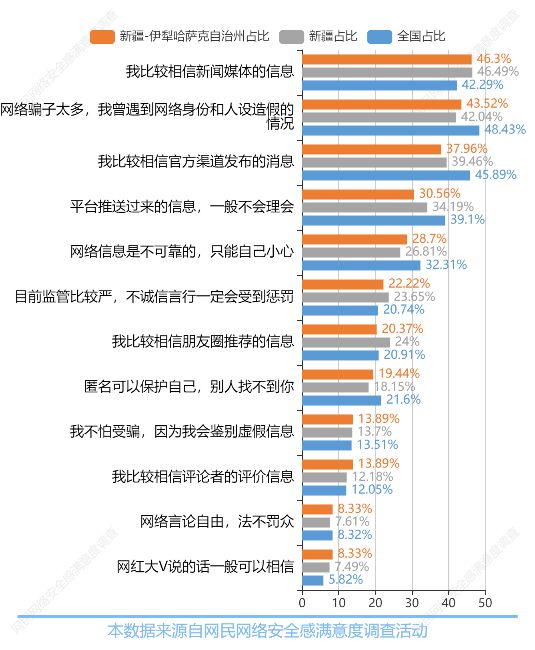 新疆-伊犁哈萨克自治州占比 新疆占比 全国占比
我比较相信新闻媒体的信息 46.3% 46.49% 42.29%
网络骗子太多，我曾遇到网络身份和人设造假的
情况 43.52% 42.04% 48.43%
我比较相信官方渠道发布的消息 37.96% 39.46% 45.89%
平台推送过来的信息，一般不会理会 30.56% 34.19% 39.1%
网络信息是不可靠的，只能自己小心 28.7% 26.81% 32.31%
目前监管比较严，不诚信言行一定会受到惩罚 22.22% 23.65% 20.74%
我比较相信朋友圈推荐的信息 20.37% 24% 20.91%
匿名可以保护自己，别人找不到你 19.44% 18.15% 21.6%
我不怕受骗，因为我会鉴别虚假信息 13.89% 13.7% 13.51%
我比较相信评论者的评价信息 13.89% 12.18% 12.05%
网络言论自由，法不罚众 8.33% 7.61% 8.32%
网红大V说的话一般可以相信 8.33% 7.49% 5.82%
0 10 20 30 40 50
本数据来源自网民网络安全感满意度调查活动